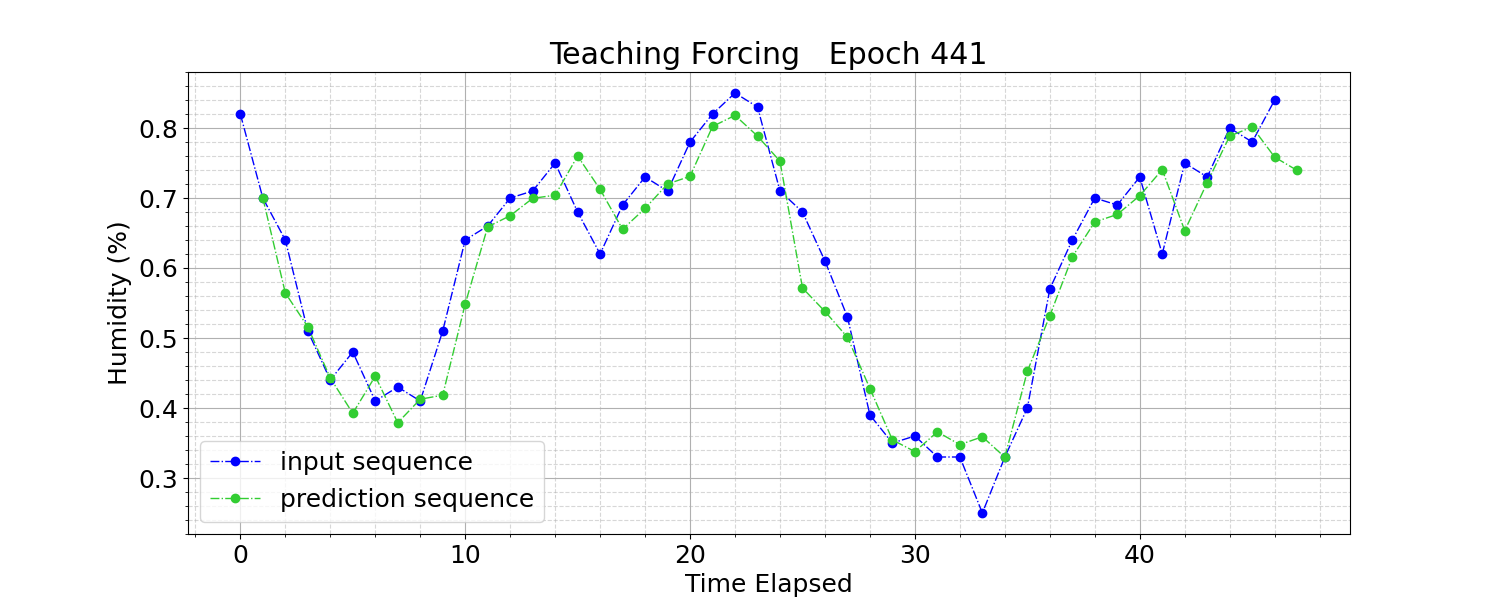 Teaching Forcing   Epoch 441
Humidity (%)
0.8
0.7
0.6
0.5
0.4
0.3
input sequence
prediction sequence
0 10 20 30 40
Time Elapsed